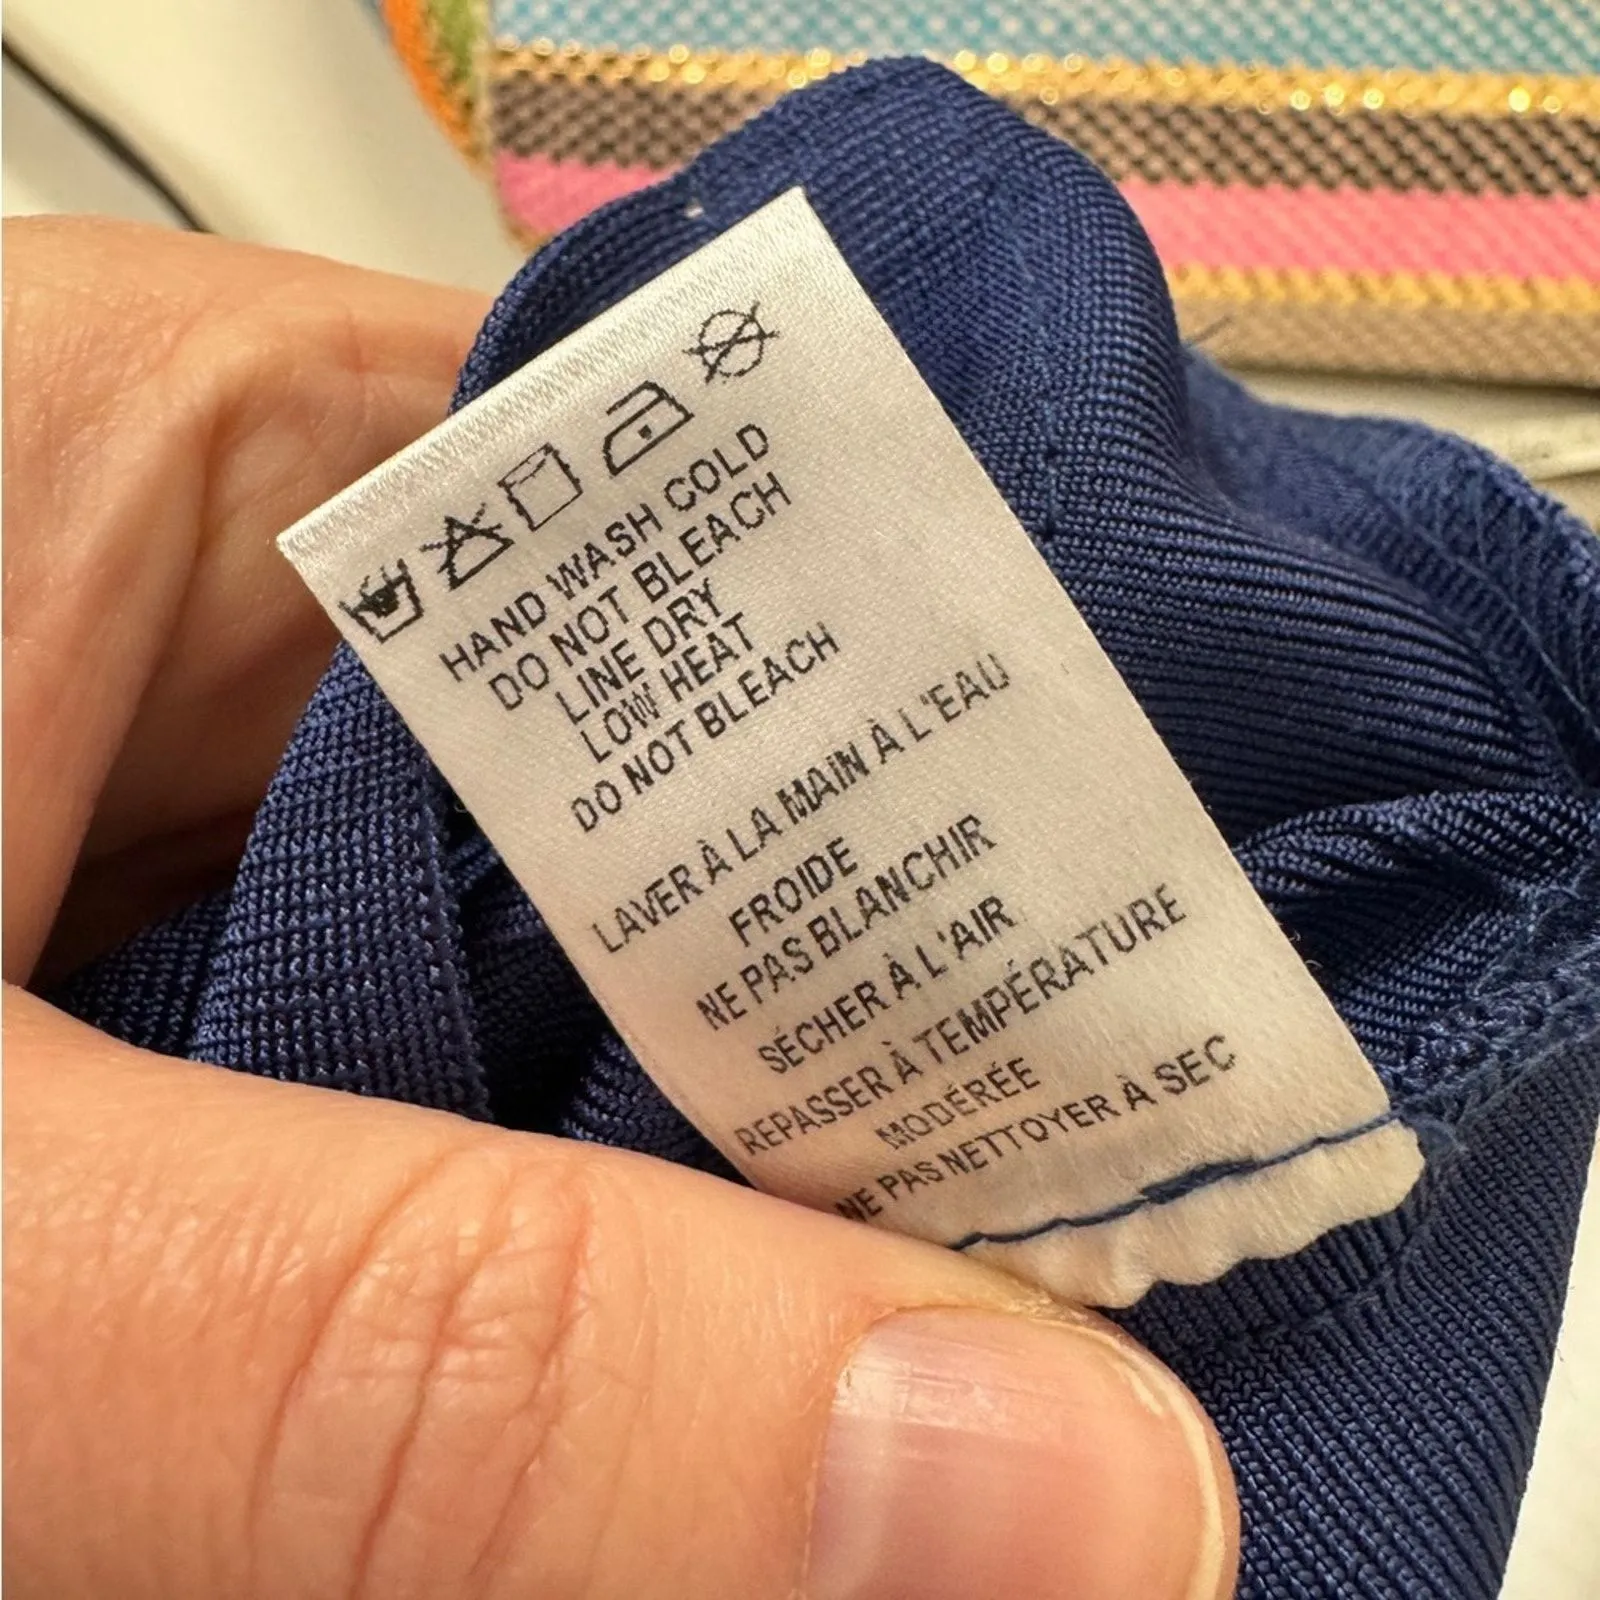 HAND WASH COLD
DO NOT BLEACH
LINE DRY
LOW HEAT
DO NOT BLEACH
LAVER À LA MAIN À L'EAU
FROIDE
NE PAS BLANCHIR
SÉCHER À L'AIR
REPASSER À TEMPÉRATURE
MODÉRÉE
NE PAS NETTOYER À SEC